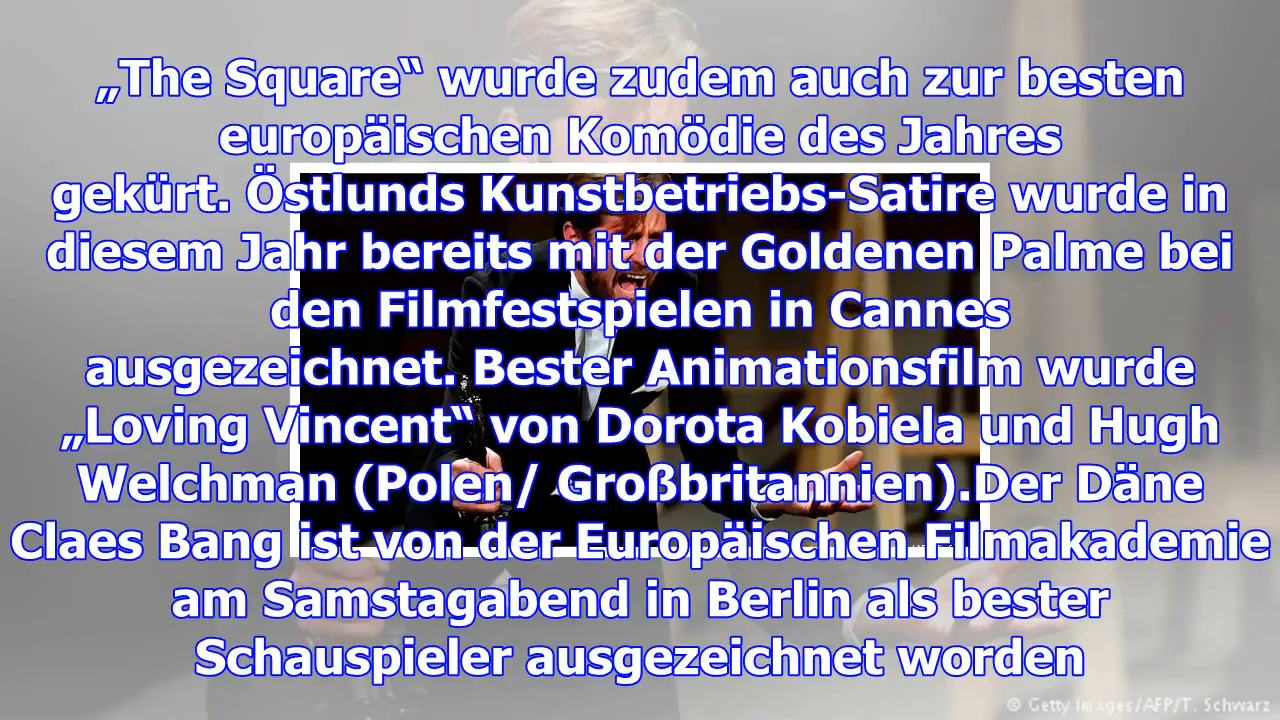 „The Square“ wurde zudem auch zur besten
europäischen Komödie des Jahres
gekürt. Östlunds Kunstbetriebs-Satire wurde in
diesem Jahr bereits mit der Goldenen Palme bei
den Filmfestspielen in Cannes
ausgezeichnet. Bester Animationsfilm wurde
„Loving Vincent“ von Dorota Kobiela und Hugh
Welchman (Polen/ Großbritannien).Der Däne
Claes Bang ist von der Europäischen Filmakademie
am Samstagabend in Berlin als bester
Schauspieler ausgezeichnet worden
© Getty Images/AFP/T. Schwarz